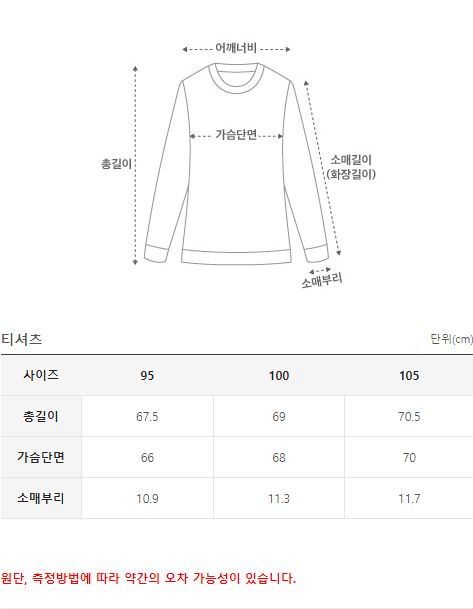 어깨너비
가슴단면
총길이
소매길이
(화장길이)
소매부리
티셔츠 단위(cm)
사이즈 95 100 105
총길이 67.5 69 70.5
가슴단면 66 68 70
소매부리 10.9 11.3 11.7
원단, 측정방법에 따라 약간의 오차 가능성이 있습니다.